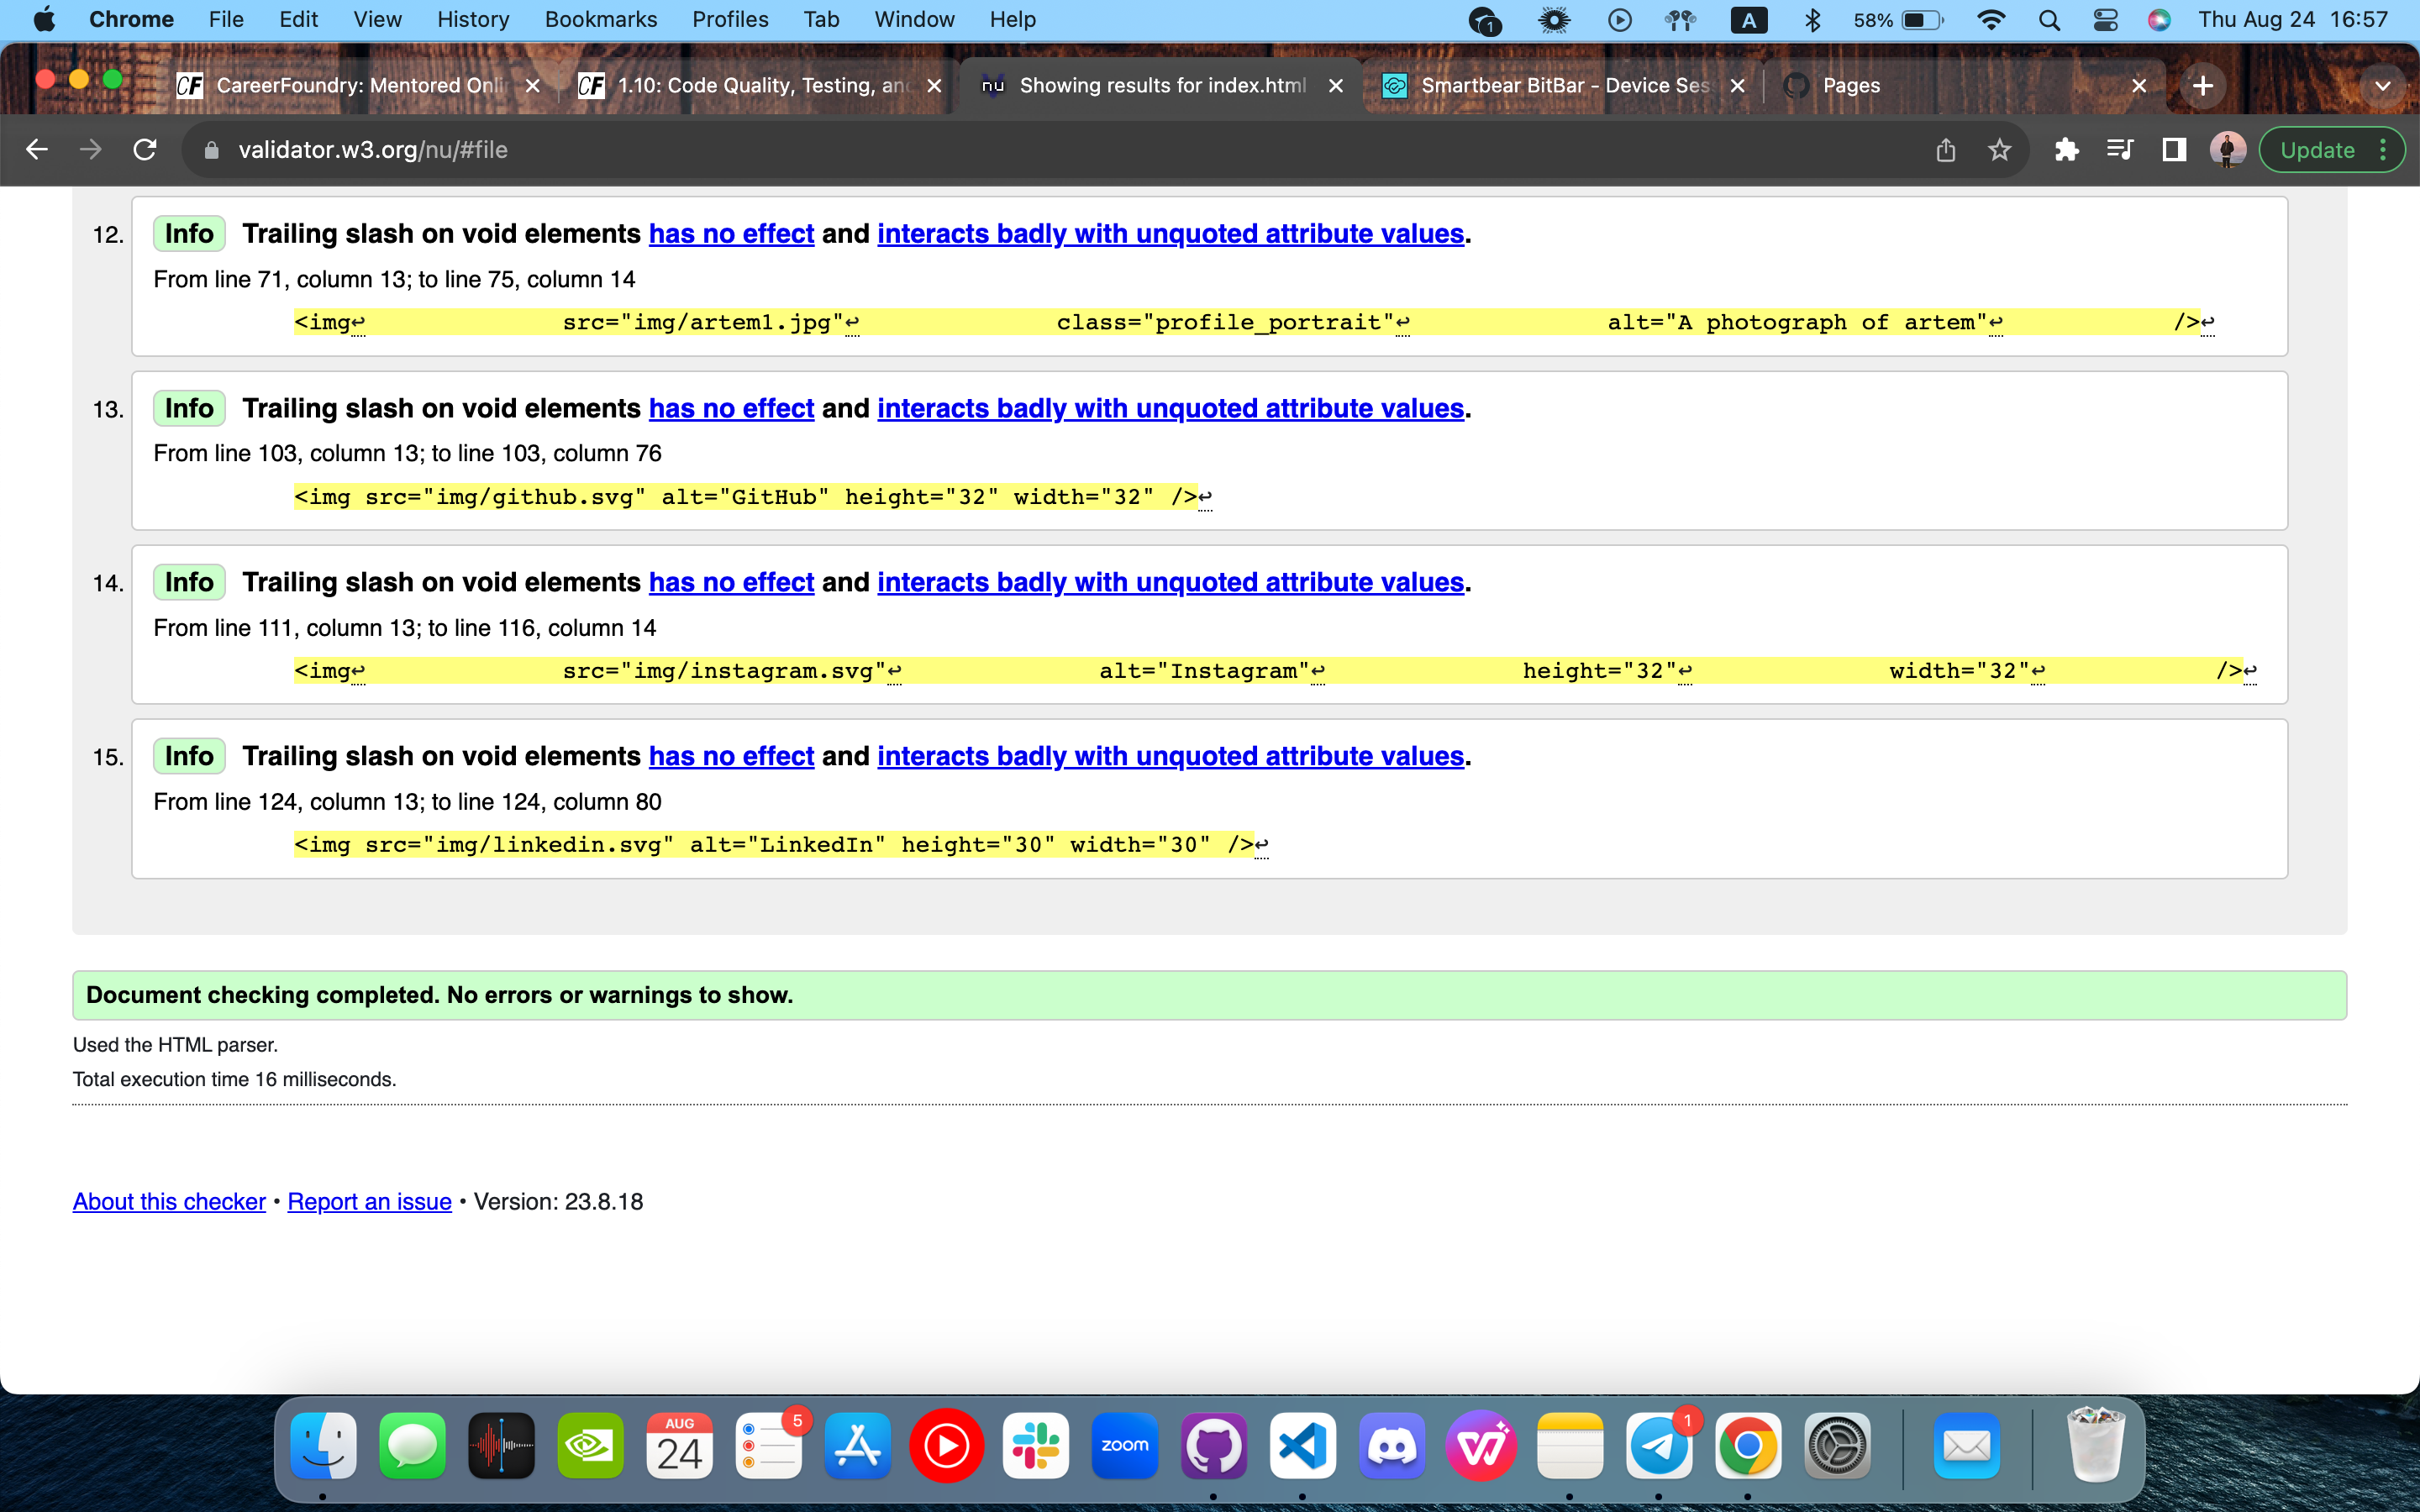 Chrome File Edit View History Bookmarks Profiles Tab Window Help 1 A 58% Thu Aug 24 16:57
CF CareerFoundry: Mentored Onli CF 1.10: Code Quality, Testing, an nu Showing results for index.html Smartbear BitBar - Device Ses Pages
validator.w3.org/nu/#file Update
12. Info Trailing slash on void elements has no effect and interacts badly with unquoted attribute values.
From line 71, column 13; to line 75, column 14
<img↩ src="img/artem1.jpg"↩ class="profile_portrait"↩ alt="A photograph of artem"↩ />↩
13. Info Trailing slash on void elements has no effect and interacts badly with unquoted attribute values.
From line 103, column 13; to line 103, column 76
<img src="img/github.svg" alt="GitHub" height="32" width="32" />↩
14. Info Trailing slash on void elements has no effect and interacts badly with unquoted attribute values.
From line 111, column 13; to line 116, column 14
<img↩ src="img/instagram.svg"↩ alt="Instagram"↩ height="32"↩ width="32"↩ />↩
15. Info Trailing slash on void elements has no effect and interacts badly with unquoted attribute values.
From line 124, column 13; to line 124, column 80
<img src="img/linkedin.svg" alt="LinkedIn" height="30" width="30" />↩
Document checking completed. No errors or warnings to show.
Used the HTML parser.
Total execution time 16 milliseconds.
About this checker • Report an issue • Version: 23.8.18
AUG 5 1
24 zoom